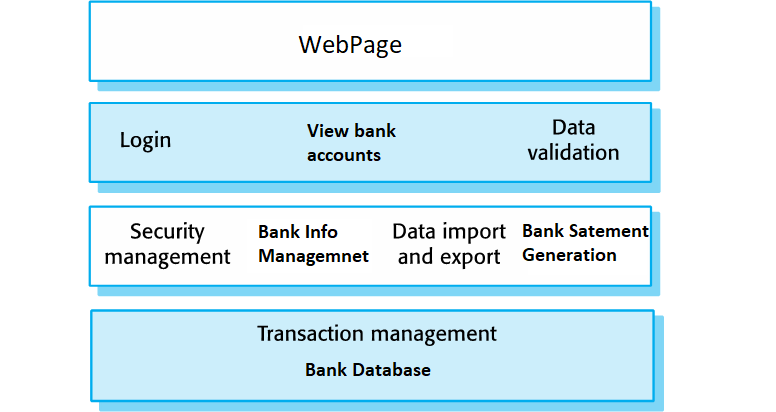 WebPage
Login
View bank
accounts
Data
validation
Security
management
Bank Info
Managemnet
Data import
and export
Bank Satement
Generation
Transaction management
Bank Database